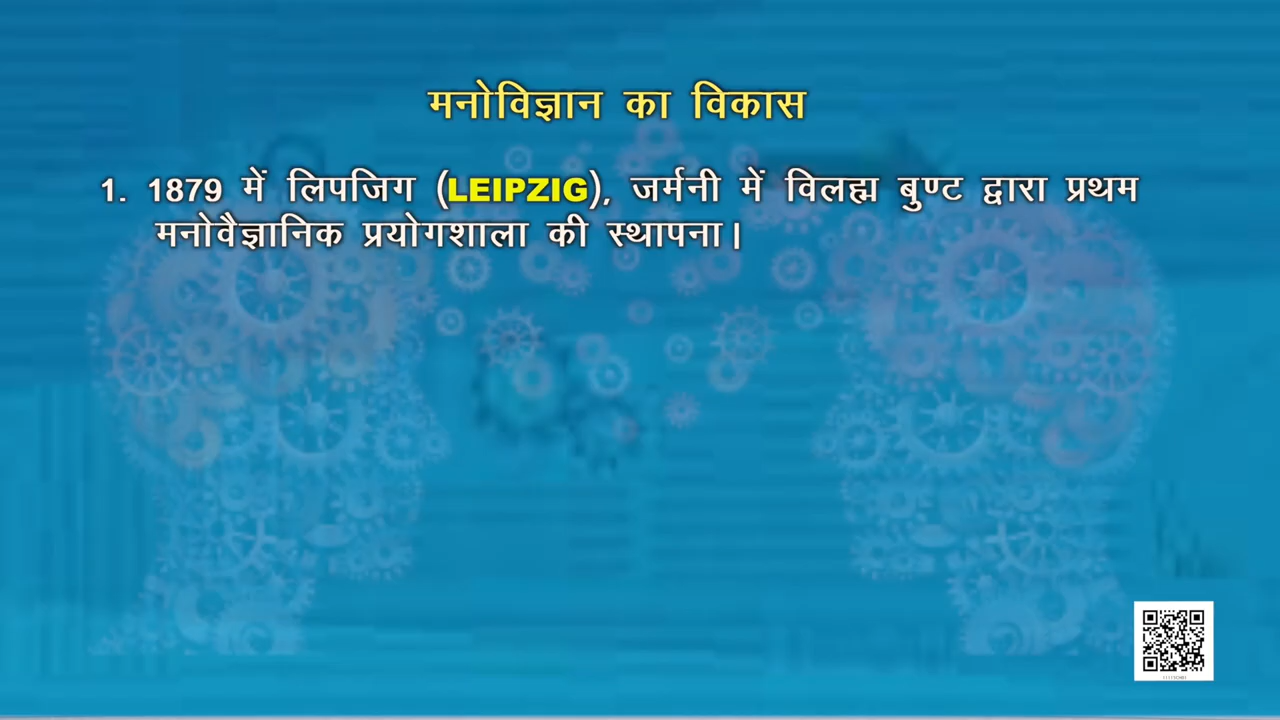 मनोविज्ञान का विकास
1. 1879 में लिपजिग (LEIPZIG), जर्मनी में विलह्म बुण्ट द्वारा प्रथम
मनोवैज्ञानिक प्रयोगशाला की स्थापना।